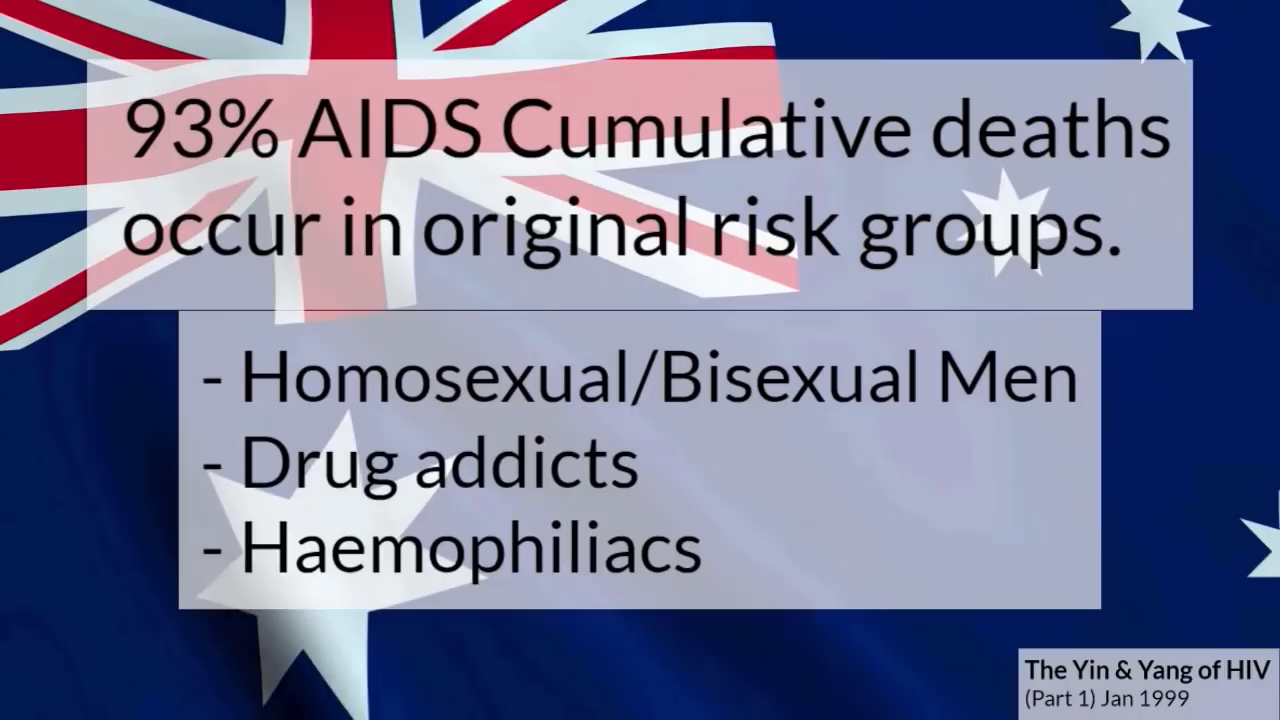 93% AIDS Cumulative deaths
occur in original risk groups.
- Homosexual/Bisexual Men
- Drug addicts
- Haemophiliacs
The Yin & Yang of HIV
(Part 1) Jan 1999